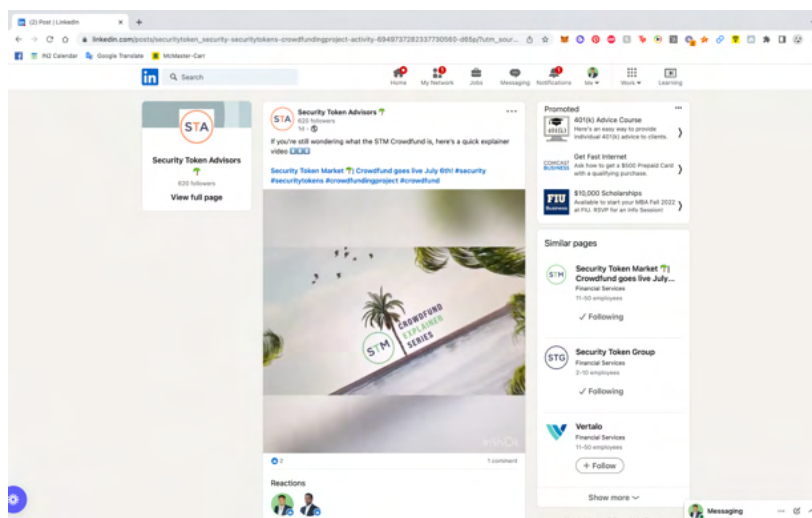 (2) Post | LinkedIn
linkedin.com/posts/securitytoken_security-securitytokens-crowdfundingproject-activity-6949737282337730560-d65p/?utm_sour...
IN2 Calendar
Google Translate
McMaster-Carr
in
Search
Home
My Network
Jobs
Messaging
Notifications
Me
Work
Learning
STA
Security Token Advisors
620 followers
View full page
STA
Security Token Advisors
620 followers
1d
If you're still wondering what the STM Crowdfund is, here's a quick explainer
video
Security Token Market | Crowdfund goes live July 6th! #security
#securitytokens #crowdfundingproject #crowdfund
STM
CROWDFUND
EXPLAINER
SERIES
InShOt
2
1 comment
Reactions
Promoted
401(k)
401(k) Advice Course
Here's an easy way to provide
individual 401(k) advice to clients.
COMCAST
BUSINESS
Get Fast Internet
Ask how to get a $500 Prepaid Card
with a qualifying purchase.
FIU
Business
$10,000 Scholarships
Available to start your MBA Fall 2022
at FIU. RSVP for an Info Session!
Similar pages
STM
Security Token Market |
Crowdfund goes live July...
Financial Services
11-50 employees
✓ Following
STG
Security Token Group
Financial Services
2-10 employees
✓ Following
Vertalo
Financial Services
11-50 employees
+ Follow
Show more
Messaging